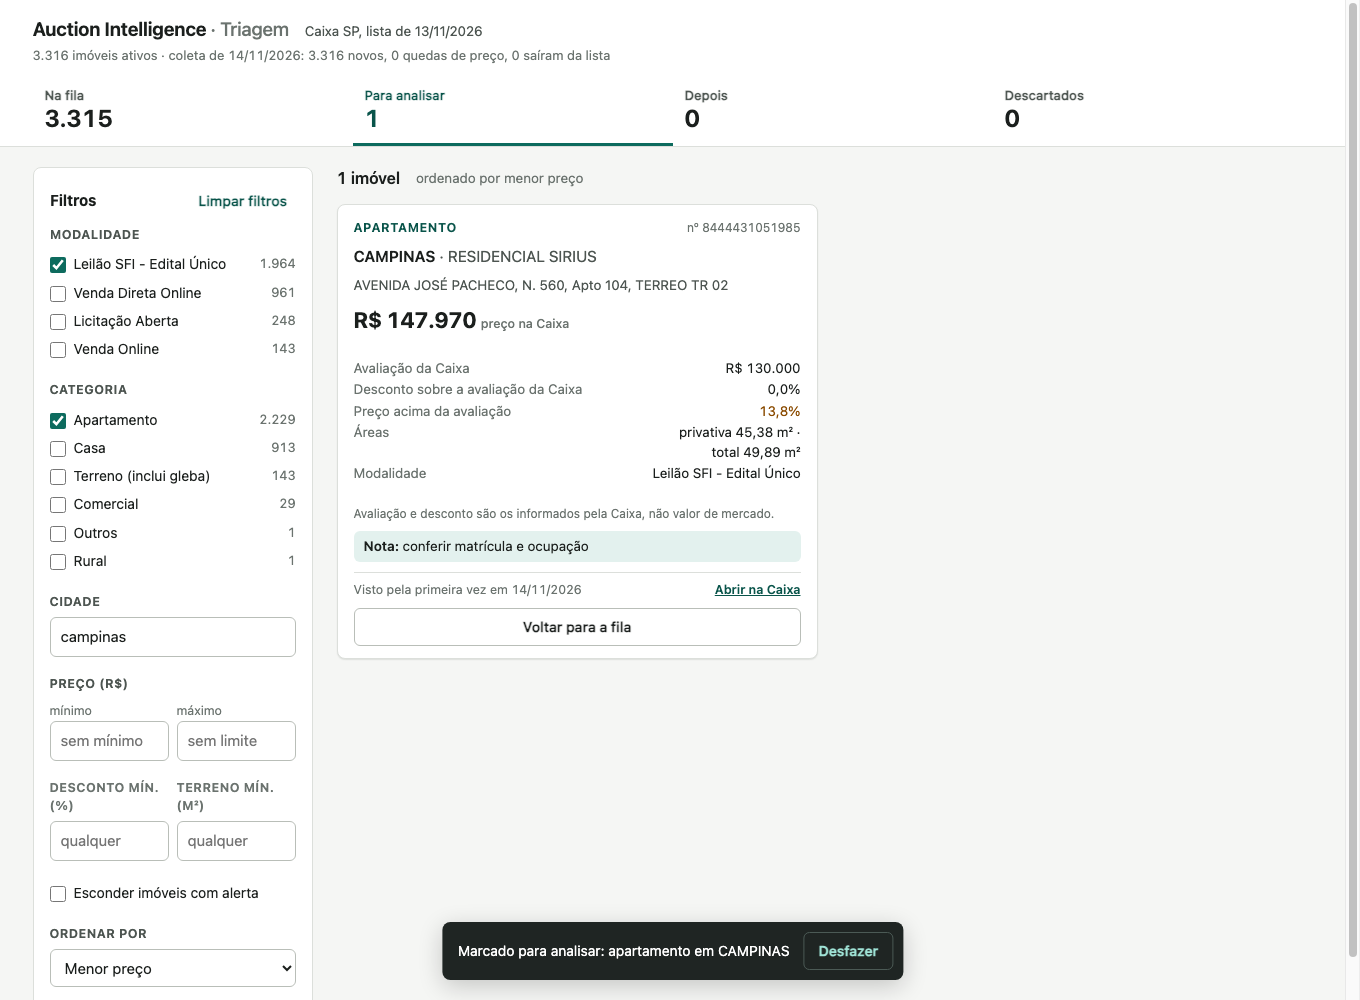 Auction Intelligence · Triagem Caixa SP, lista de 13/11/2026
3.316 imóveis ativos · coleta de 14/11/2026: 3.316 novos, 0 quedas de preço, 0 saíram da lista
Na fila
3.315
Para analisar
1
Depois
0
Descartados
0
Filtros
Limpar filtros
MODALIDADE
Leilão SFI - Edital Único 1.964
Venda Direta Online 961
Licitação Aberta 248
Venda Online 143
CATEGORIA
Apartamento 2.229
Casa 913
Terreno (inclui gleba) 143
Comercial 29
Outros 1
Rural 1
CIDADE
campinas
PREÇO (R$)
mínimo
máximo
sem mínimo
sem limite
DESCONTO MÍN.
(%)
TERRENO MÍN.
(M²)
qualquer
qualquer
Esconder imóveis com alerta
ORDENAR POR
Menor preço
1 imóvel ordenado por menor preço
APARTAMENTO nº 8444431051985
CAMPINAS · RESIDENCIAL SIRIUS
AVENIDA JOSÉ PACHECO, N. 560, Apto 104, TERREO TR 02
R$ 147.970 preço na Caixa
Avaliação da Caixa R$ 130.000
Desconto sobre a avaliação da Caixa 0,0%
Preço acima da avaliação 13,8%
Áreas privativa 45,38 m² ·
total 49,89 m²
Modalidade Leilão SFI - Edital Único
Avaliação e desconto são os informados pela Caixa, não valor de mercado.
Nota: conferir matrícula e ocupação
Visto pela primeira vez em 14/11/2026 Abrir na Caixa
Voltar para a fila
Marcado para analisar: apartamento em CAMPINAS Desfazer